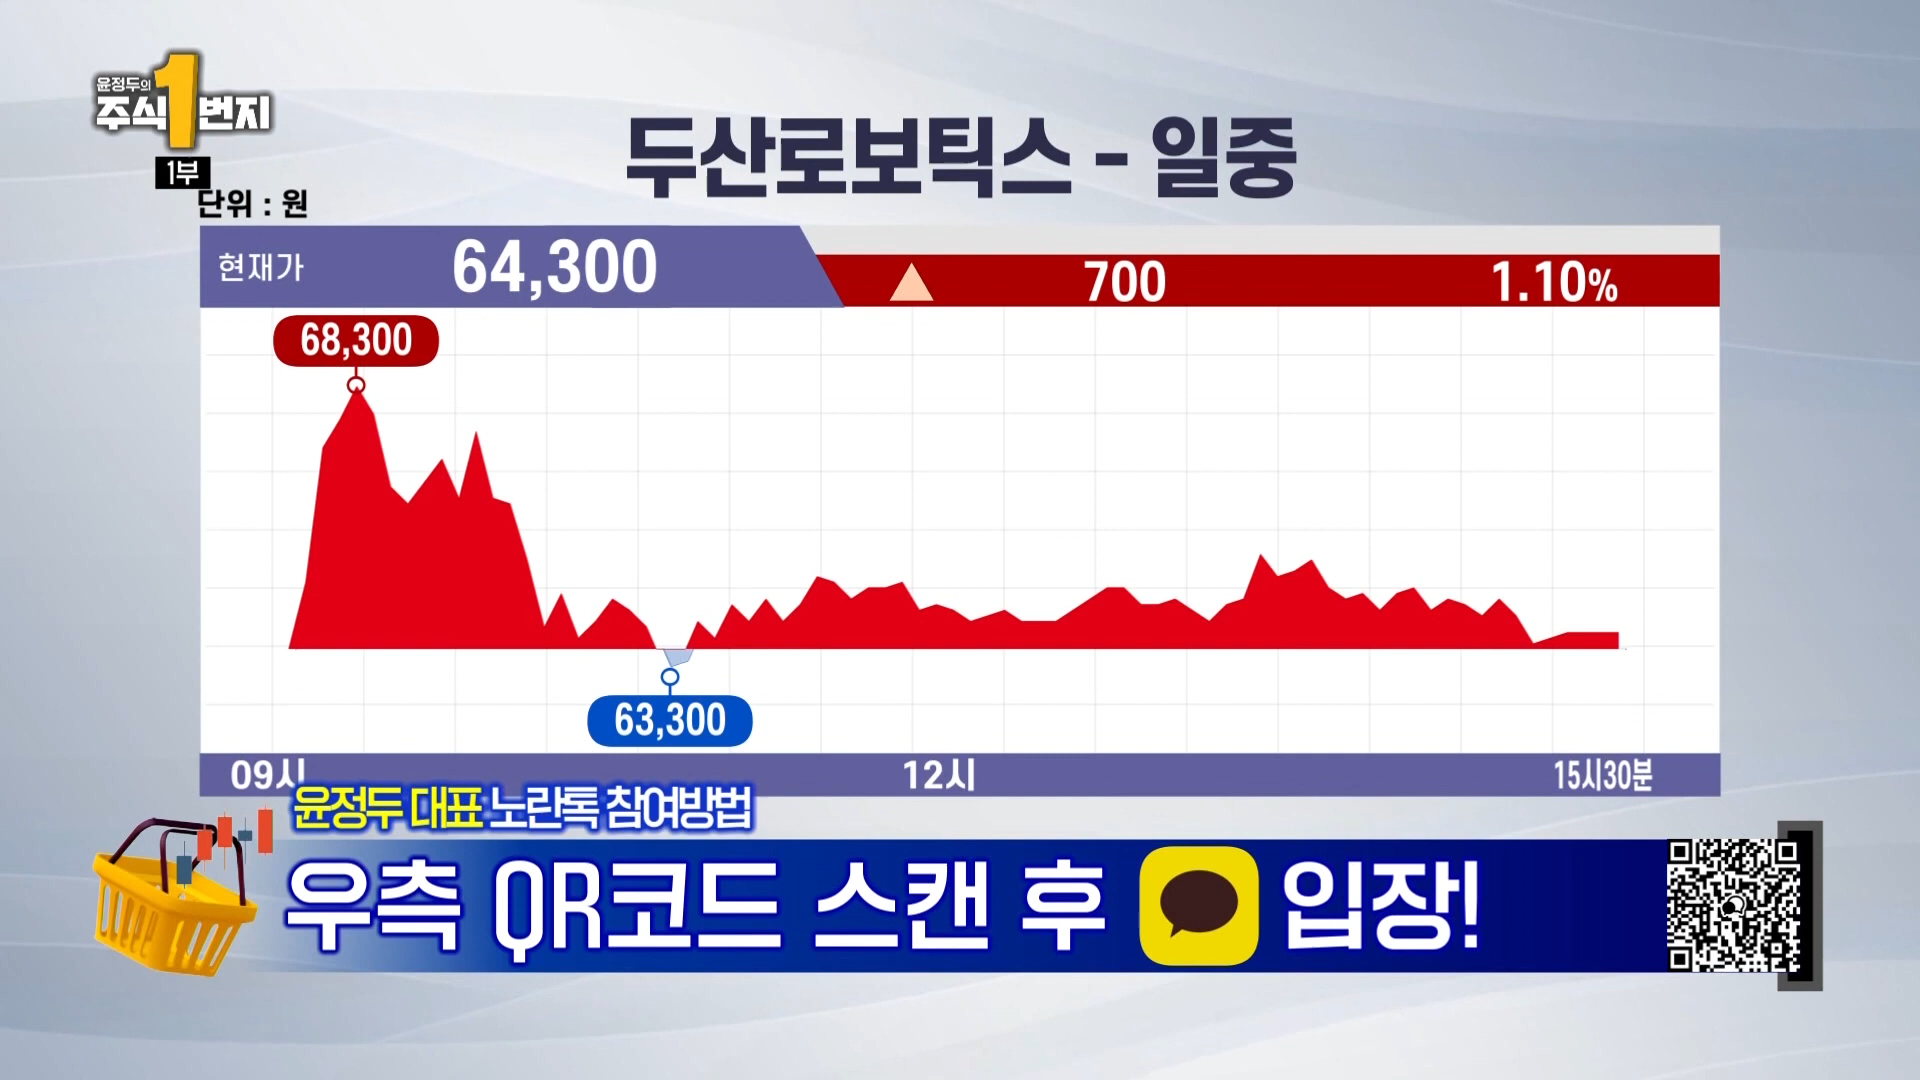 윤정두의
주식1번지
1부
단위 : 원
두산로보틱스 - 일중
현재가 64,300 700 1.10%
68,300
63,300
09시 12시 15시30분
윤정두 대표 노란톡 참여방법
우측 QR코드 스캔 후 입장!